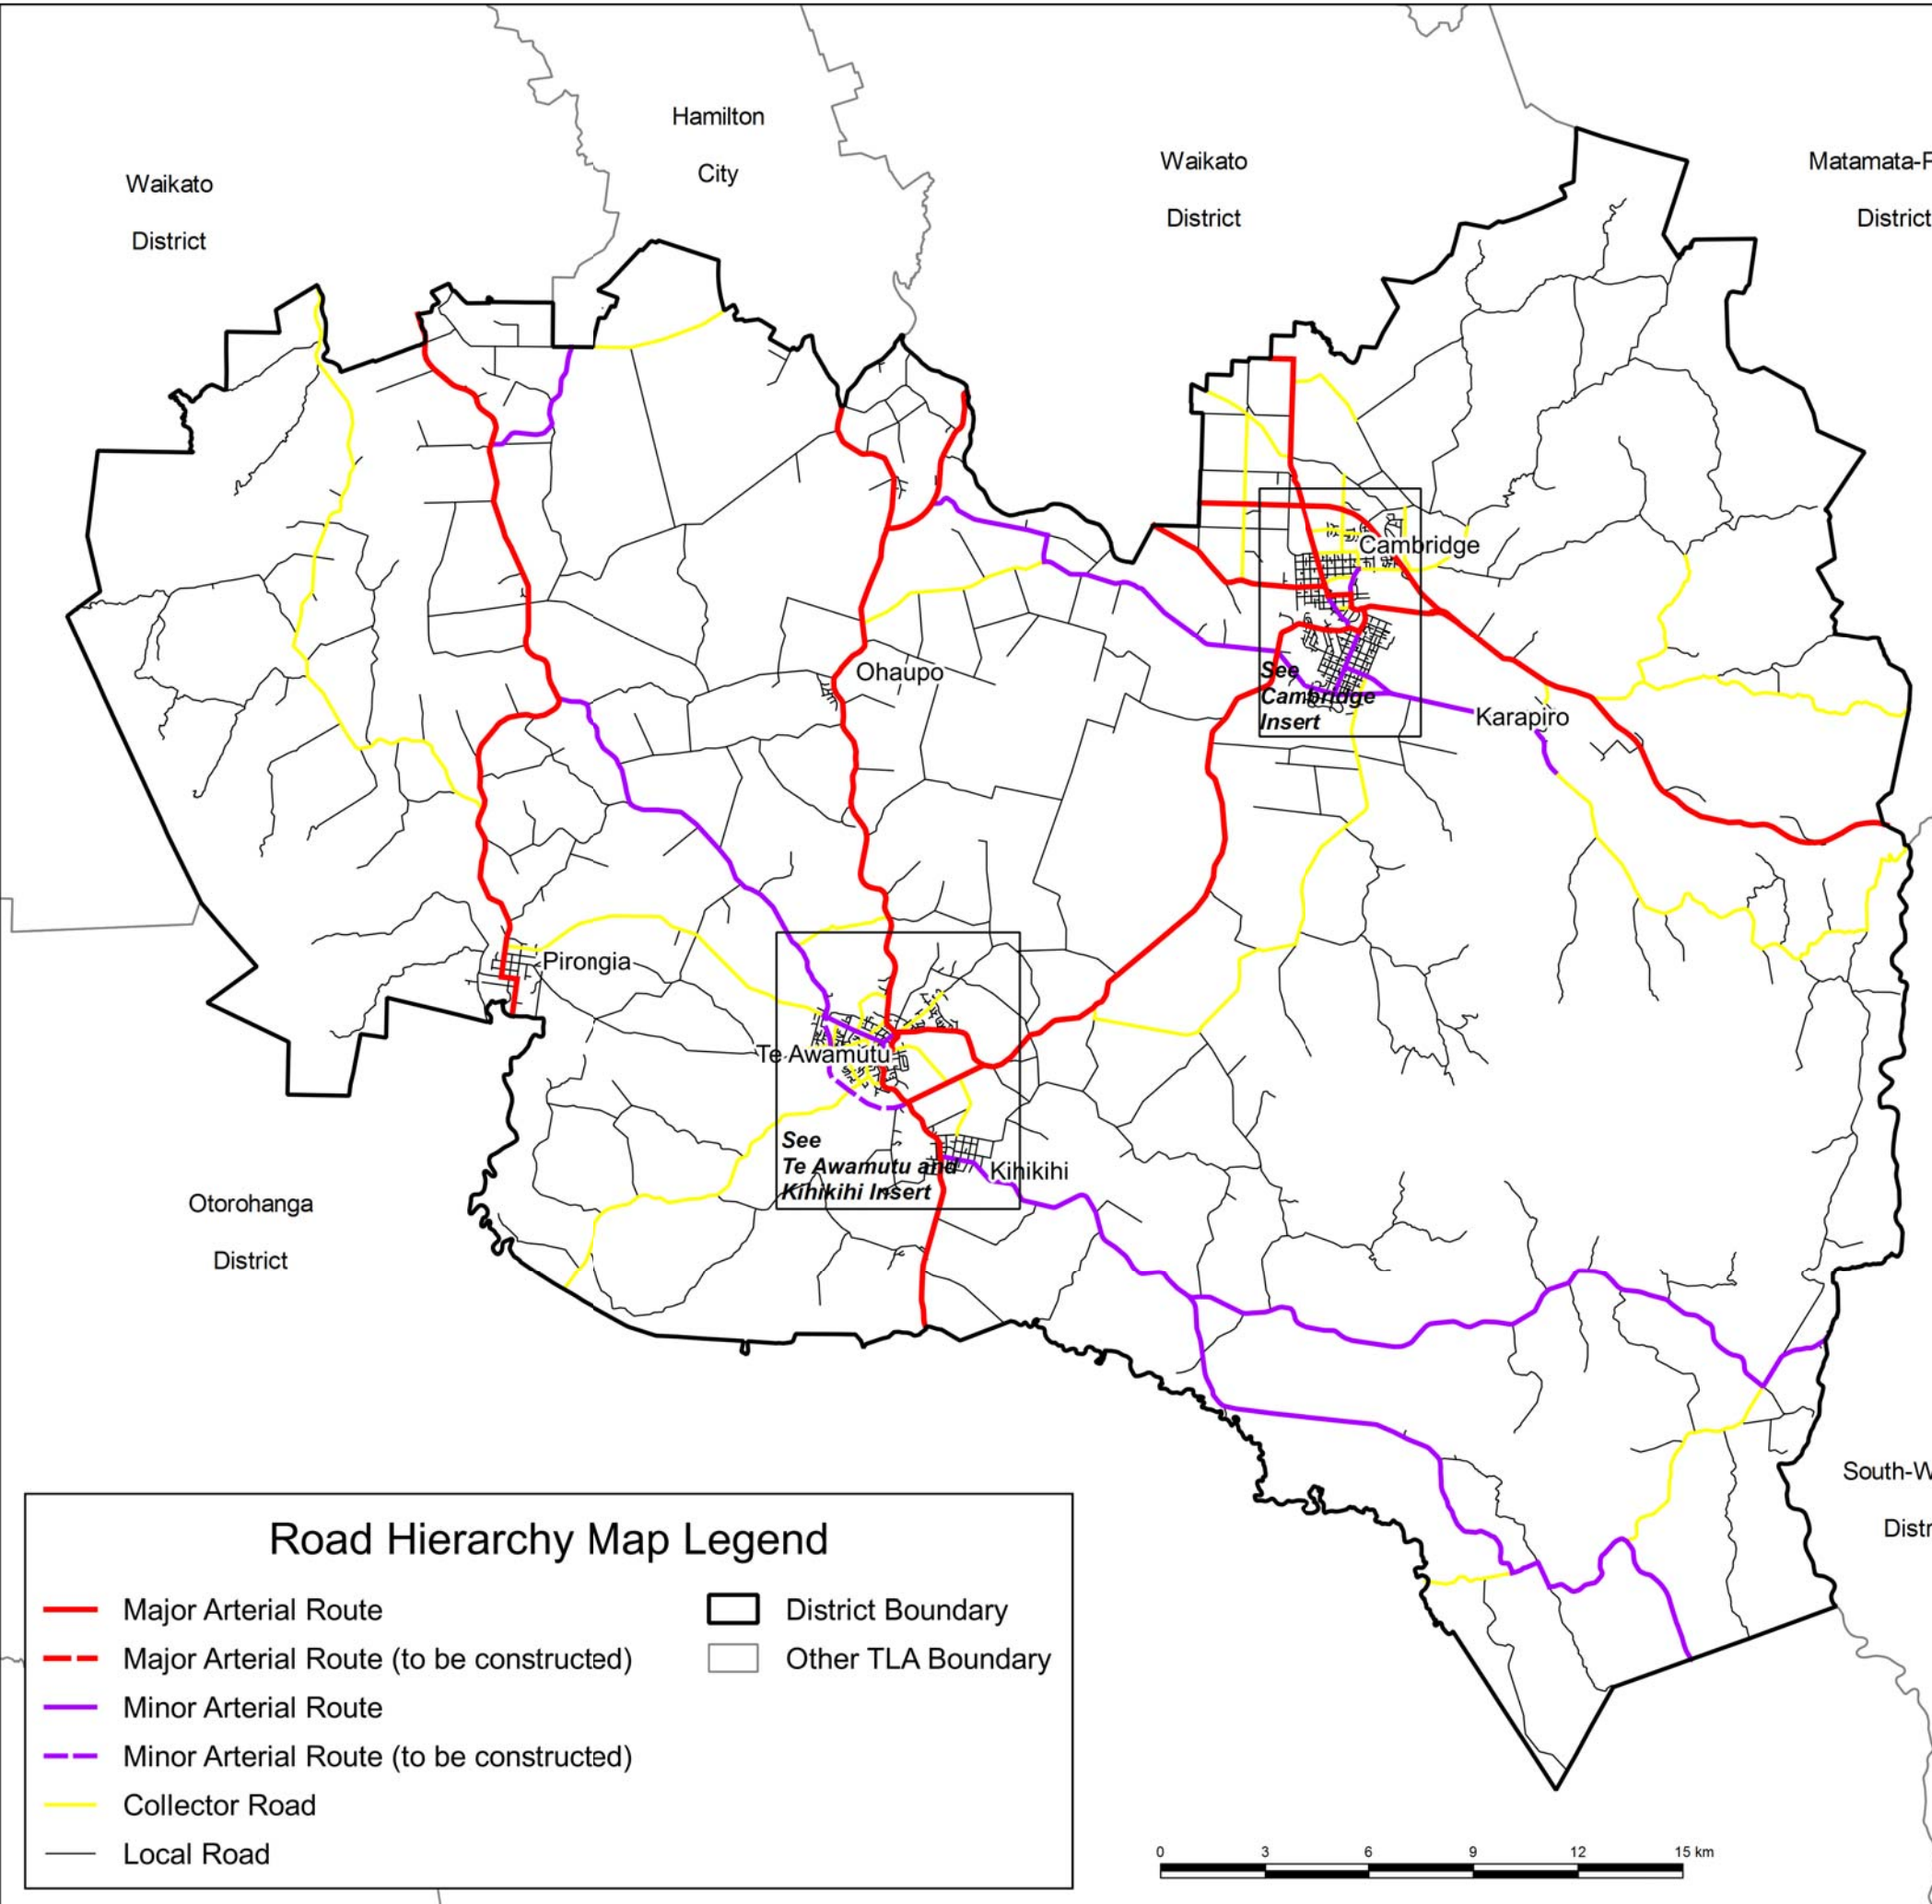 Hamilton
City
Waikato
District
Waikato
District
Matamata-P
District
Cambridge
See
Cambridge
Insert
Ohaupo
Karapiro
Pirongia
Te Awamutu
See
Te Awamutu and
Kihikihi Insert
Kihikihi
Otorohanga
District
South-W
Distr
Road Hierarchy Map Legend
Major Arterial Route
Major Arterial Route (to be constructed)
Minor Arterial Route
Minor Arterial Route (to be constructed)
Collector Road
Local Road
District Boundary
Other TLA Boundary
0 3 6 9 12 15 km